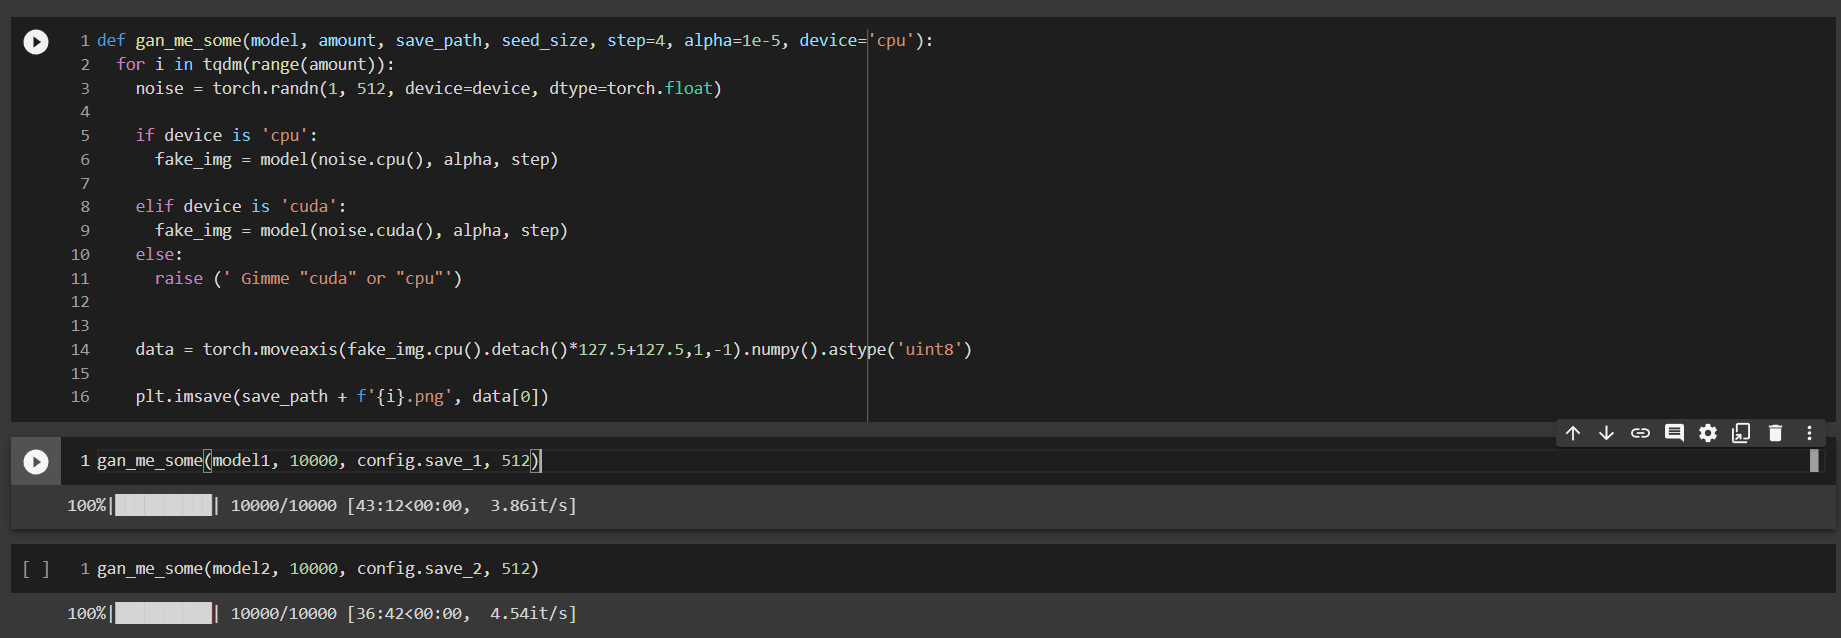 1 def gan_me_some(model, amount, save_path, seed_size, step=4, alpha=1e-5, device='cpu'):
2   for i in tqdm(range(amount)):
3     noise = torch.randn(1, 512, device=device, dtype=torch.float)
4
5     if device is 'cpu':
6       fake_img = model(noise.cpu(), alpha, step)
7
8     elif device is 'cuda':
9       fake_img = model(noise.cuda(), alpha, step)
10     else:
11       raise (' Gimme "cuda" or "cpu"')
12
13
14     data = torch.moveaxis(fake_img.cpu().detach()*127.5+127.5,1,-1).numpy().astype('uint8')
15
16     plt.imsave(save_path + f'{i}.png', data[0])
1 gan_me_some(model1, 10000, config.save_1, 512)
100%|██████████| 10000/10000 [43:12<00:00,  3.86it/s]
[ ] 1 gan_me_some(model2, 10000, config.save_2, 512)
100%|██████████| 10000/10000 [36:42<00:00,  4.54it/s]